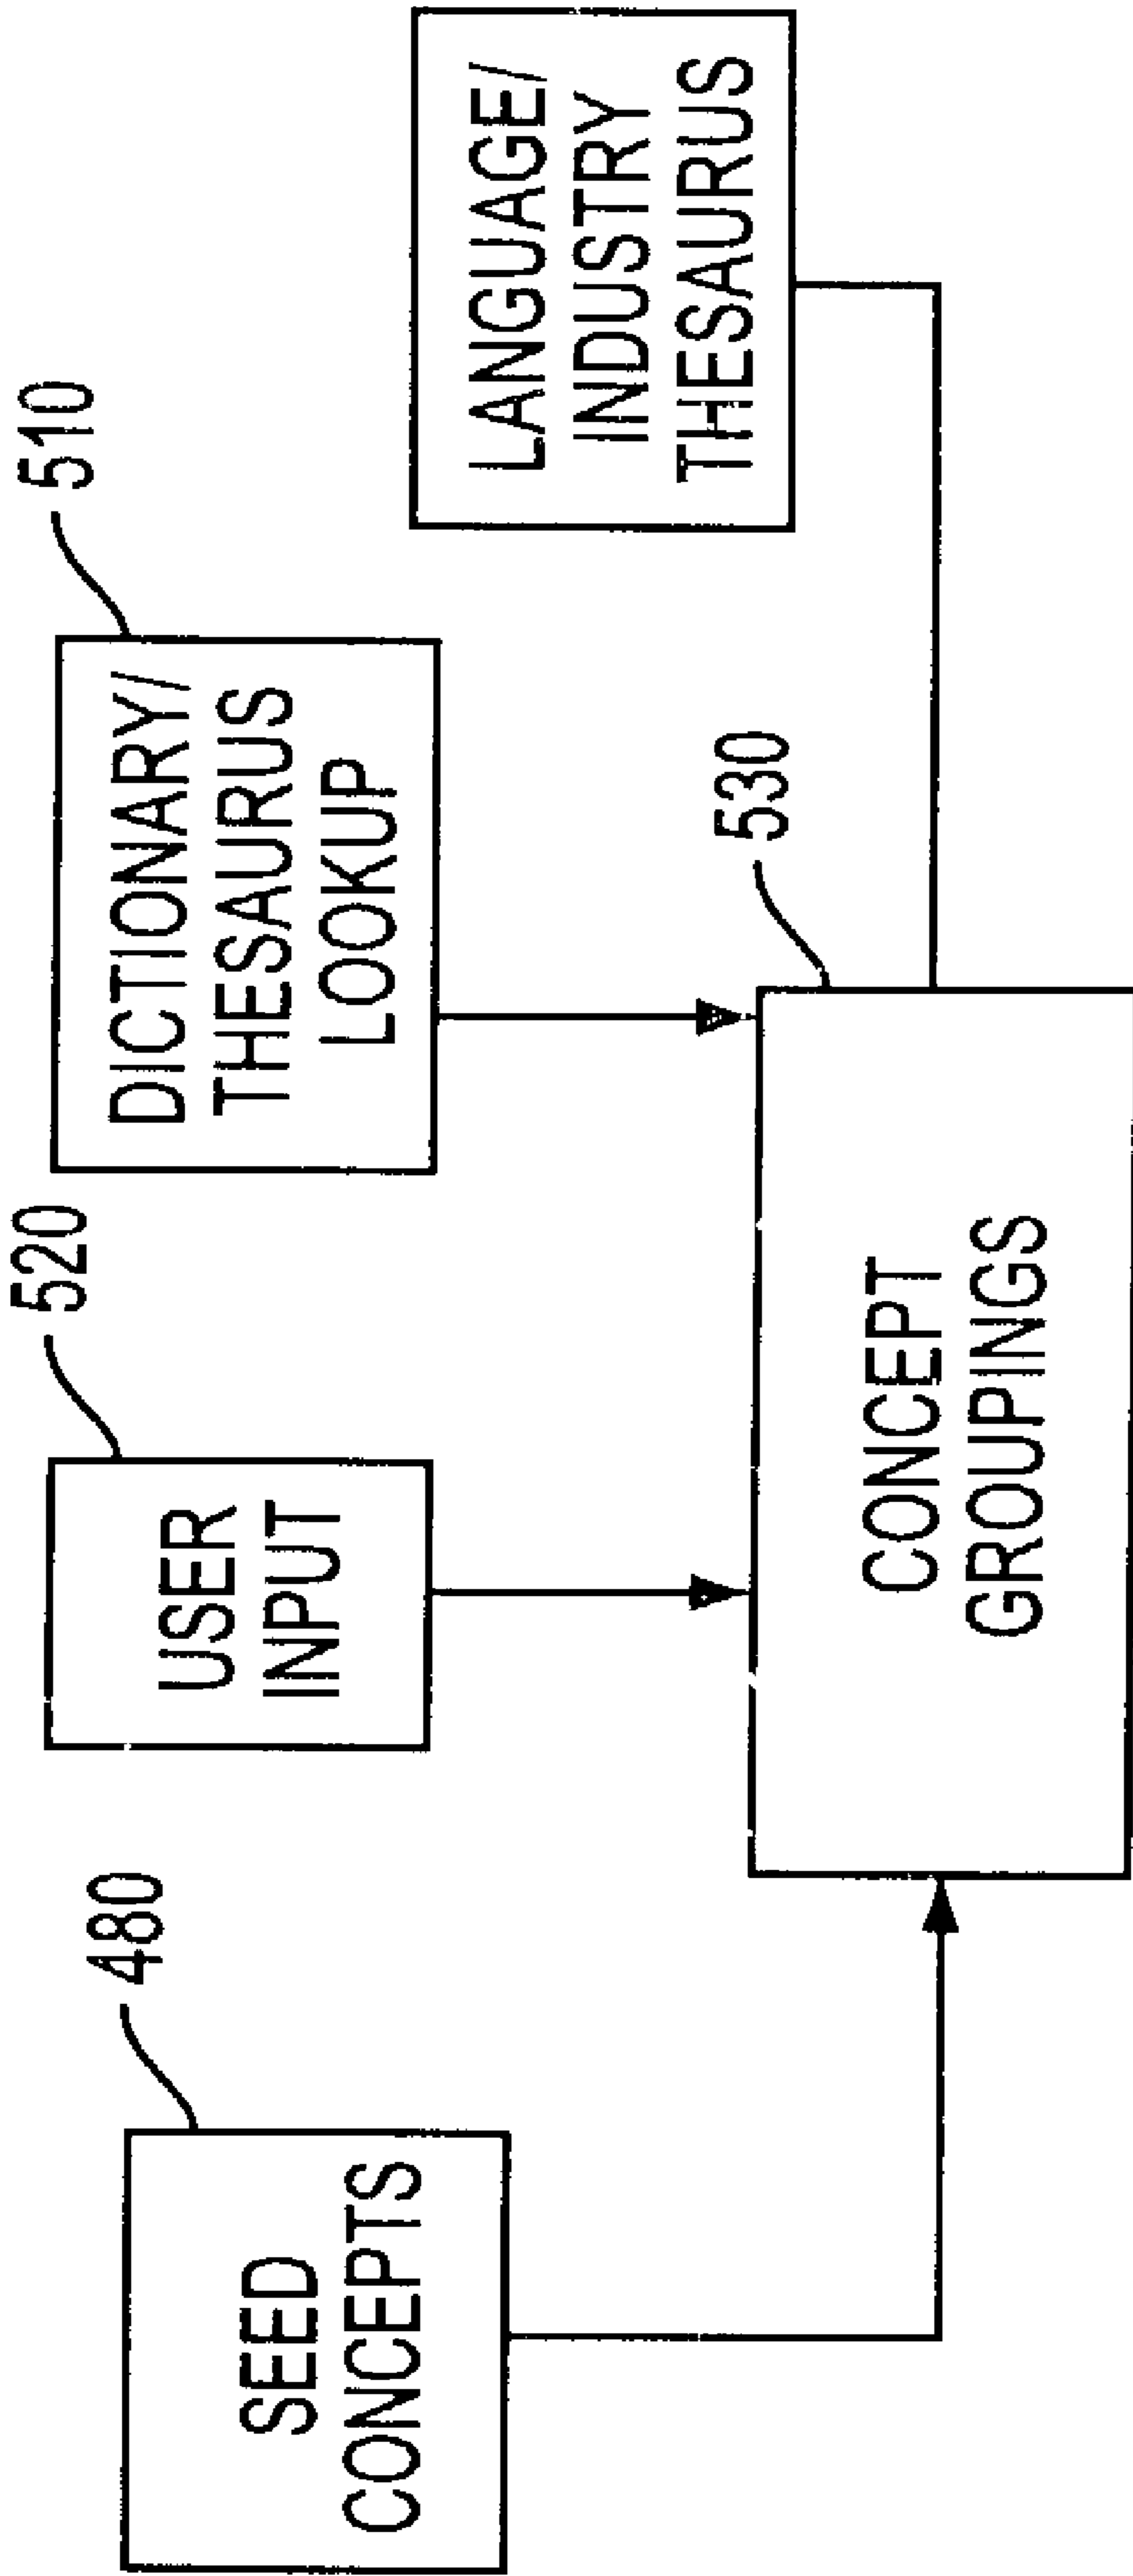 480
SEED
CONCEPTS
520
USER
INPUT
510
DICTIONARY/
THESAURUS
LOOKUP
LANGUAGE/
INDUSTRY
THESAURUS
530
CONCEPT
GROUPINGS